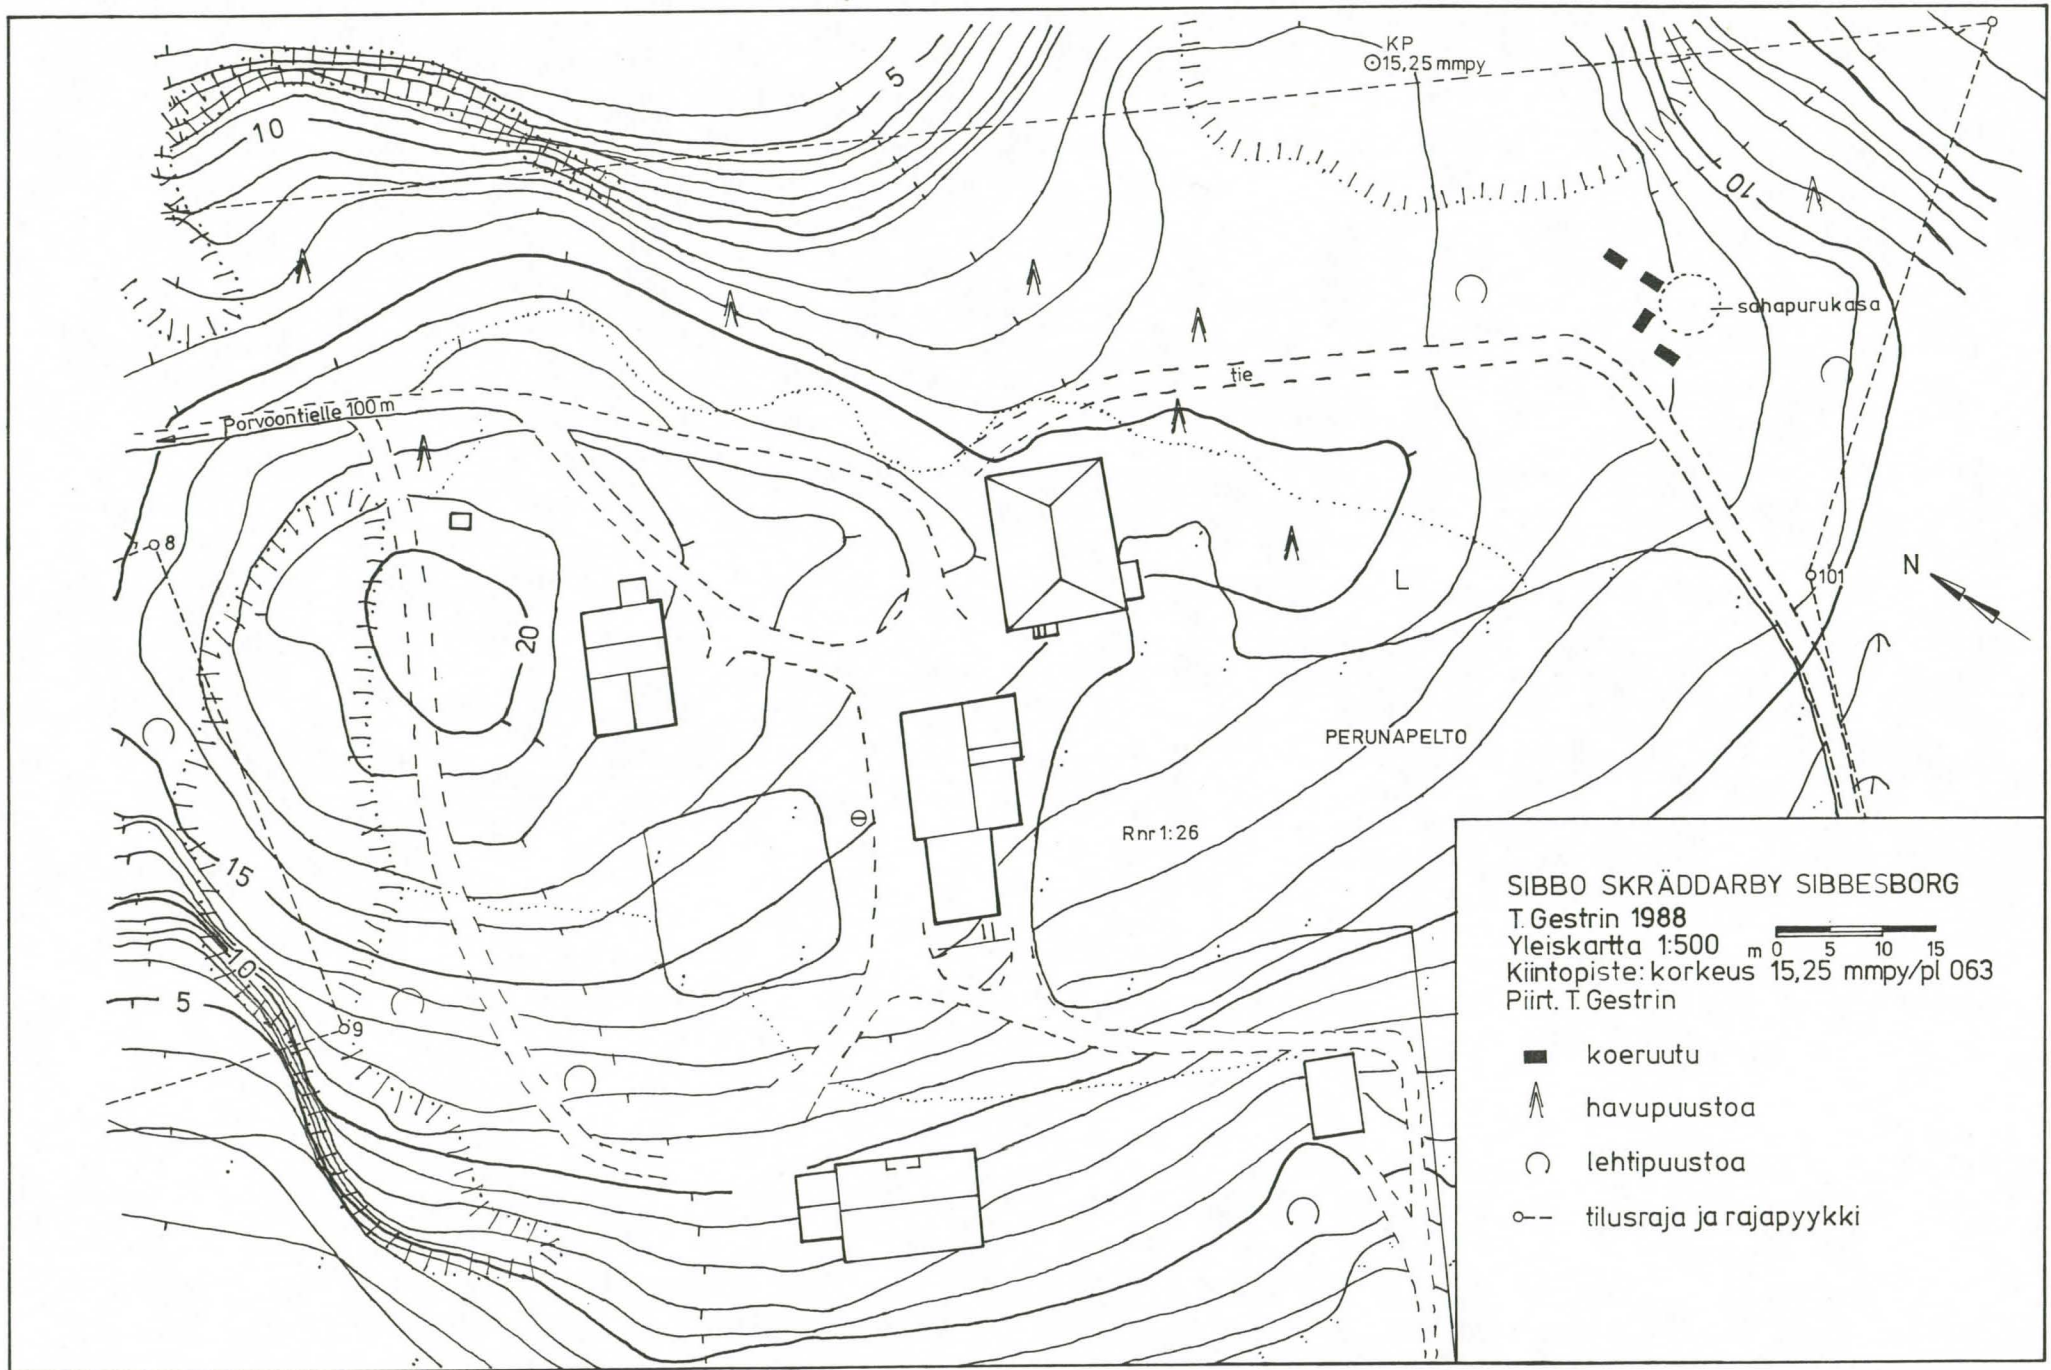 KP
15,25 mmpy
5
10
10
sahapurukasa
tie
Porvoontielle 100 m
8
101
N
L
20
PERUNAPELTO
Rnr 1:26
15
10
5
9
SIBBO SKRÄDDARBY SIBBESBORG
T. Gestrin 1988
Yleiskartta 1:500 m 0 5 10 15
Kiintopiste: korkeus 15,25 mmpy/pl 063
Piirt. T. Gestrin
koeruutu
havupuustoa
lehtipuustoa
tilusraja ja rajapyykki